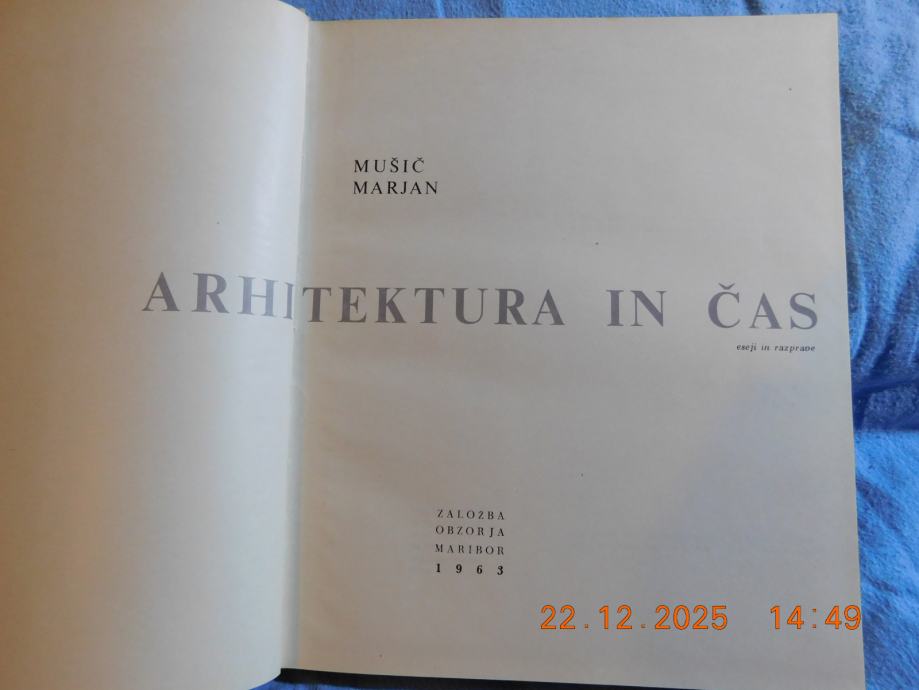 MUŠIČ
MARJAN
ARHITEKTURA IN ČAS
eseji in razprave
ZALOŽBA
OBZORJA
MARIBOR
1963
22.12.2025 14:49